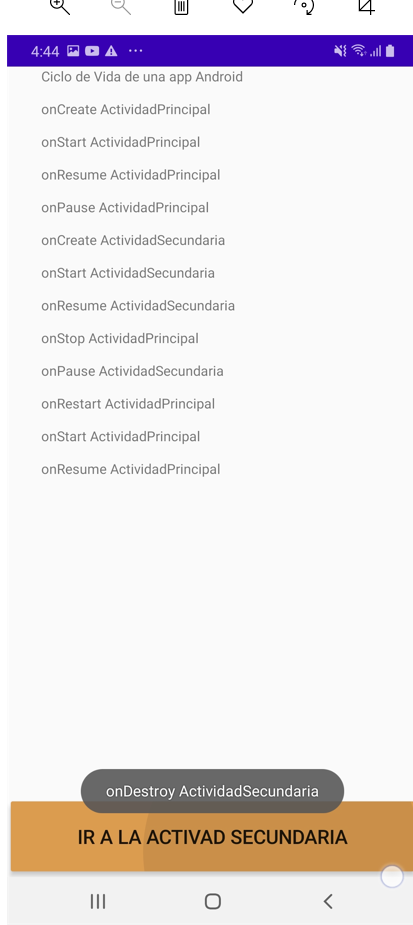 4:44
Ciclo de Vida de una app Android
onCreate ActividadPrincipal
onStart ActividadPrincipal
onResume ActividadPrincipal
onPause ActividadPrincipal
onCreate ActividadSecundaria
onStart ActividadSecundaria
onResume ActividadSecundaria
onStop ActividadPrincipal
onPause ActividadSecundaria
onRestart ActividadPrincipal
onStart ActividadPrincipal
onResume ActividadPrincipal
onDestroy ActividadSecundaria
IR A LA ACTIVAD SECUNDARIA